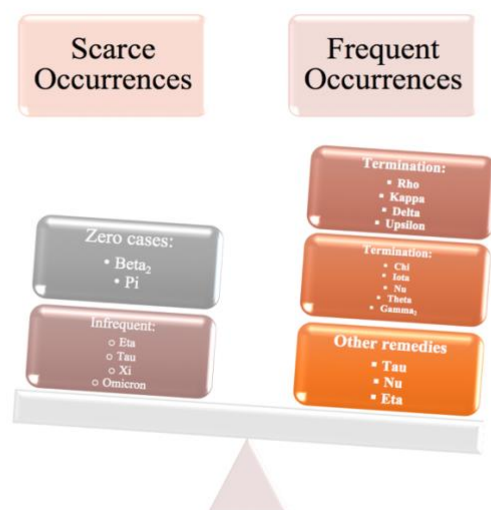 Scarce
Occurrences
Frequent
Occurrences
Zero cases:
• Beta₂
• Pi
Infrequent:
○ Eta
○ Tau
○ Xi
○ Omicron
Termination:
▪ Rho
▪ Kappa
▪ Delta
▪ Upsilon
Termination:
▪ Chi
▪ Iota
▪ Nu
▪ Theta
▪ Gamma₂
Other remedies
▪ Tau
▪ Nu
▪ Eta